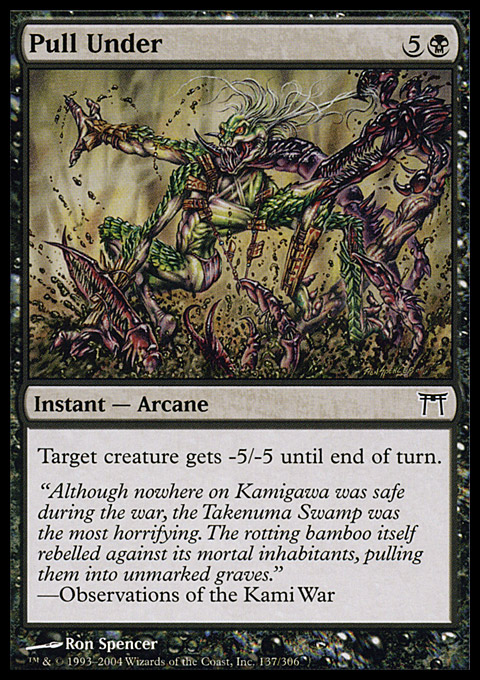 Pull Under 5
Instant — Arcane
Target creature gets -5/-5 until end of turn.
“Although nowhere on Kamigawa was safe
during the war, the Takenuma Swamp was
the most horrifying. The rotting bamboo itself
rebelled against its mortal inhabitants, pulling
them into unmarked graves.”
—Observations of the Kami War
Ron Spencer
™ & © 1993–2004 Wizards of the Coast, Inc. 137/306